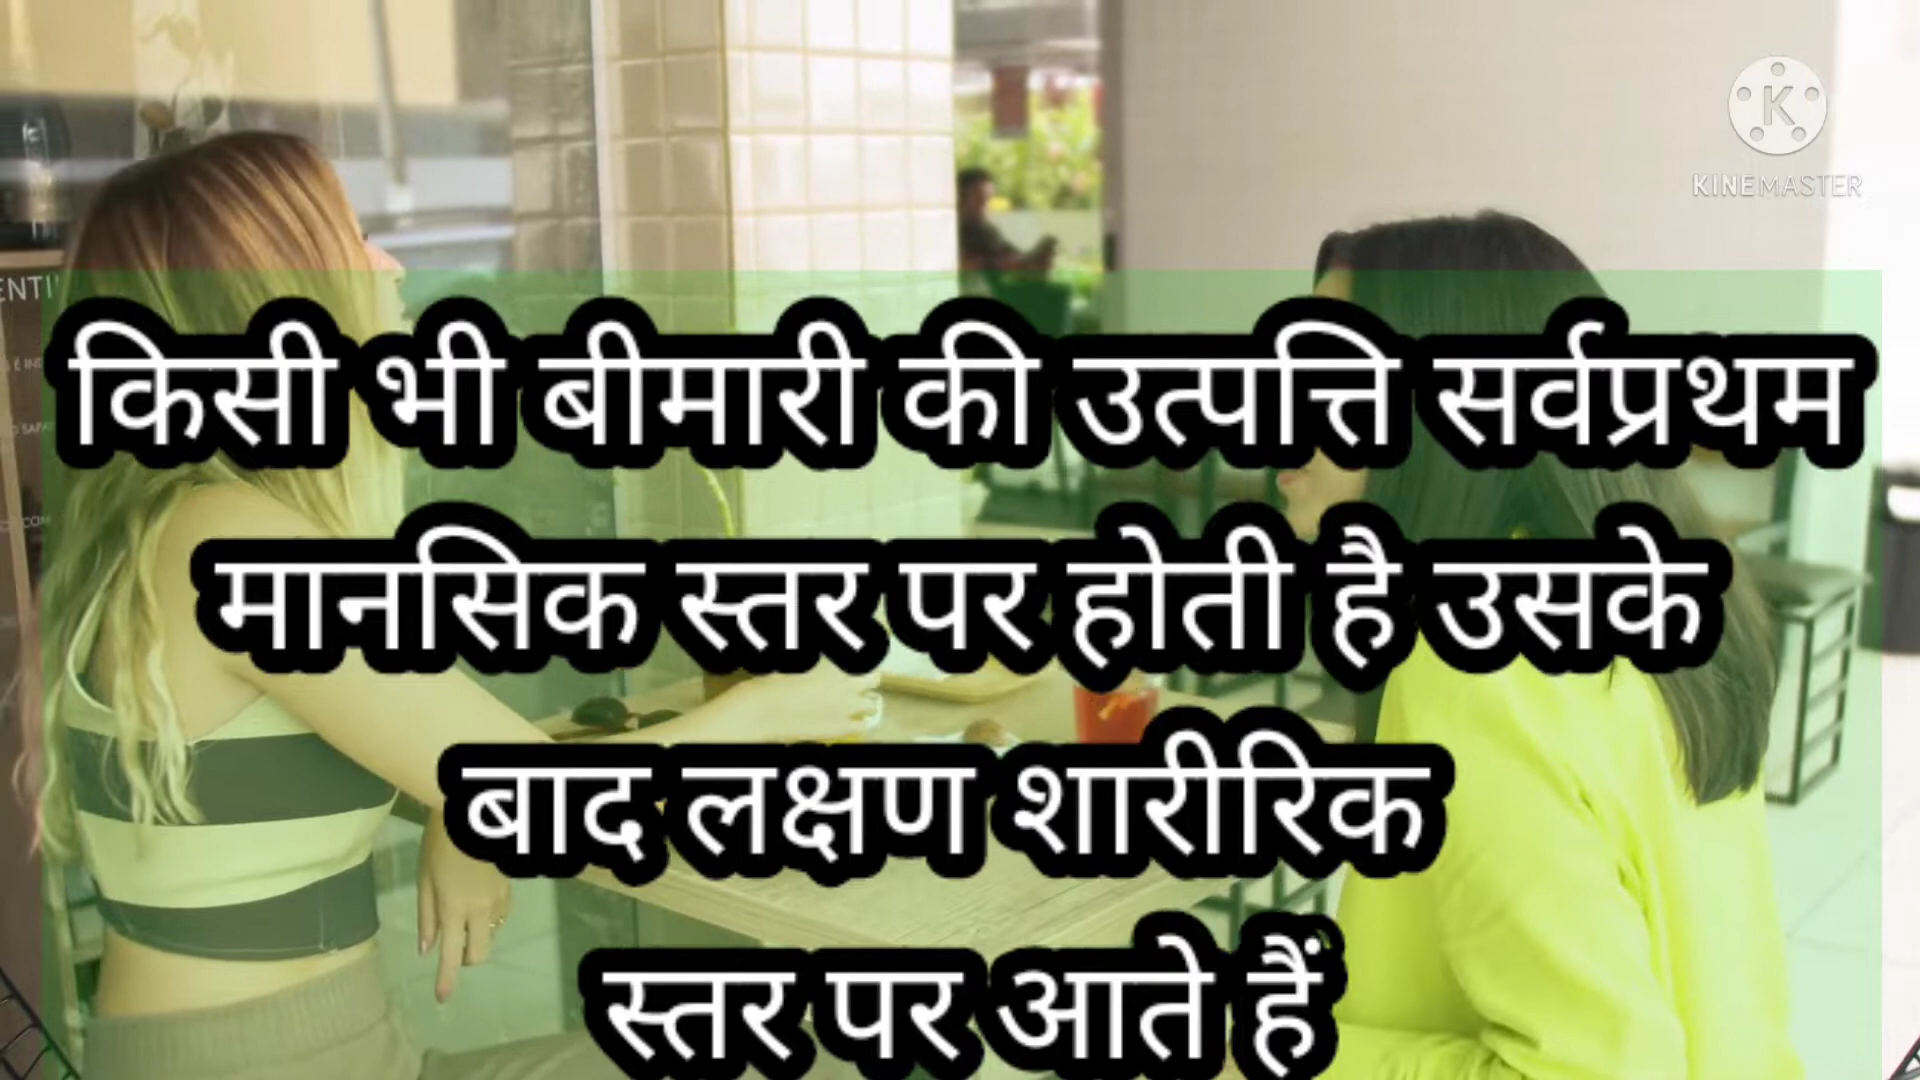 KINEMASTER
किसी भी बीमारी की उत्पत्ति सर्वप्रथम
मानसिक स्तर पर होती है उसके
बाद लक्षण शारीरिक
स्तर पर आते हैं